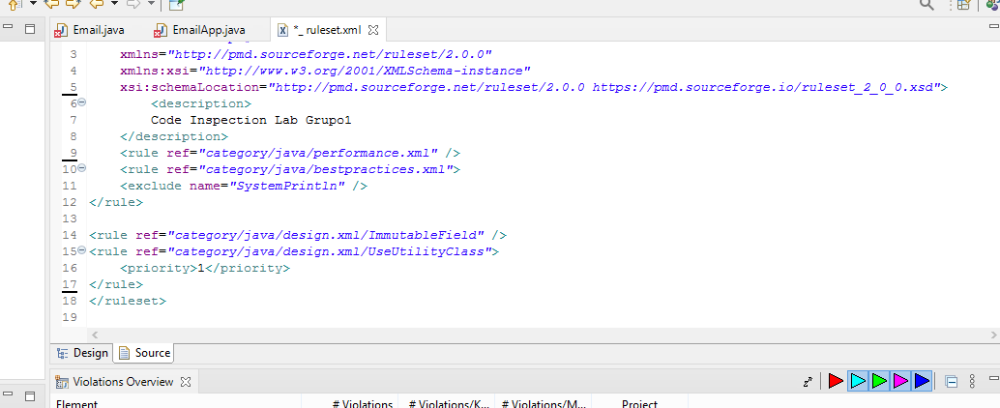 Email.java
EmailApp.java
*_ ruleset.xml
3 xmlns="http://pmd.sourceforge.net/ruleset/2.0.0"
4 xmlns:xsi="http://www.w3.org/2001/XMLSchema-instance"
5 xsi:schemaLocation="http://pmd.sourceforge.net/ruleset/2.0.0 https://pmd.sourceforge.io/ruleset_2_0_0.xsd">
6 <description>
7 Code Inspection Lab Grupo1
8 </description>
9 <rule ref="category/java/performance.xml" />
10 <rule ref="category/java/bestpractices.xml">
11 <exclude name="SystemPrintln" />
12 </rule>
13
14 <rule ref="category/java/design.xml/ImmutableField" />
15 <rule ref="category/java/design.xml/UseUtilityClass">
16 <priority>1</priority>
17 </rule>
18 </ruleset>
19
Design Source
Violations Overview
Element # Violations # Violations/K... # Violations/M... Project